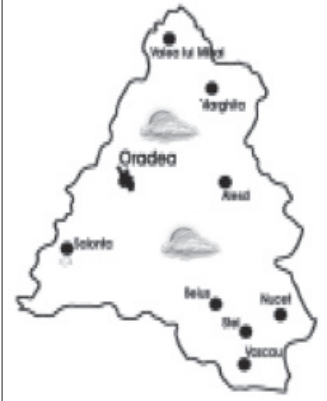 Valea lui Mihai
Marghita
Oradea
Alesd
Salonta
Beius
Nucet
Stei
Vascau